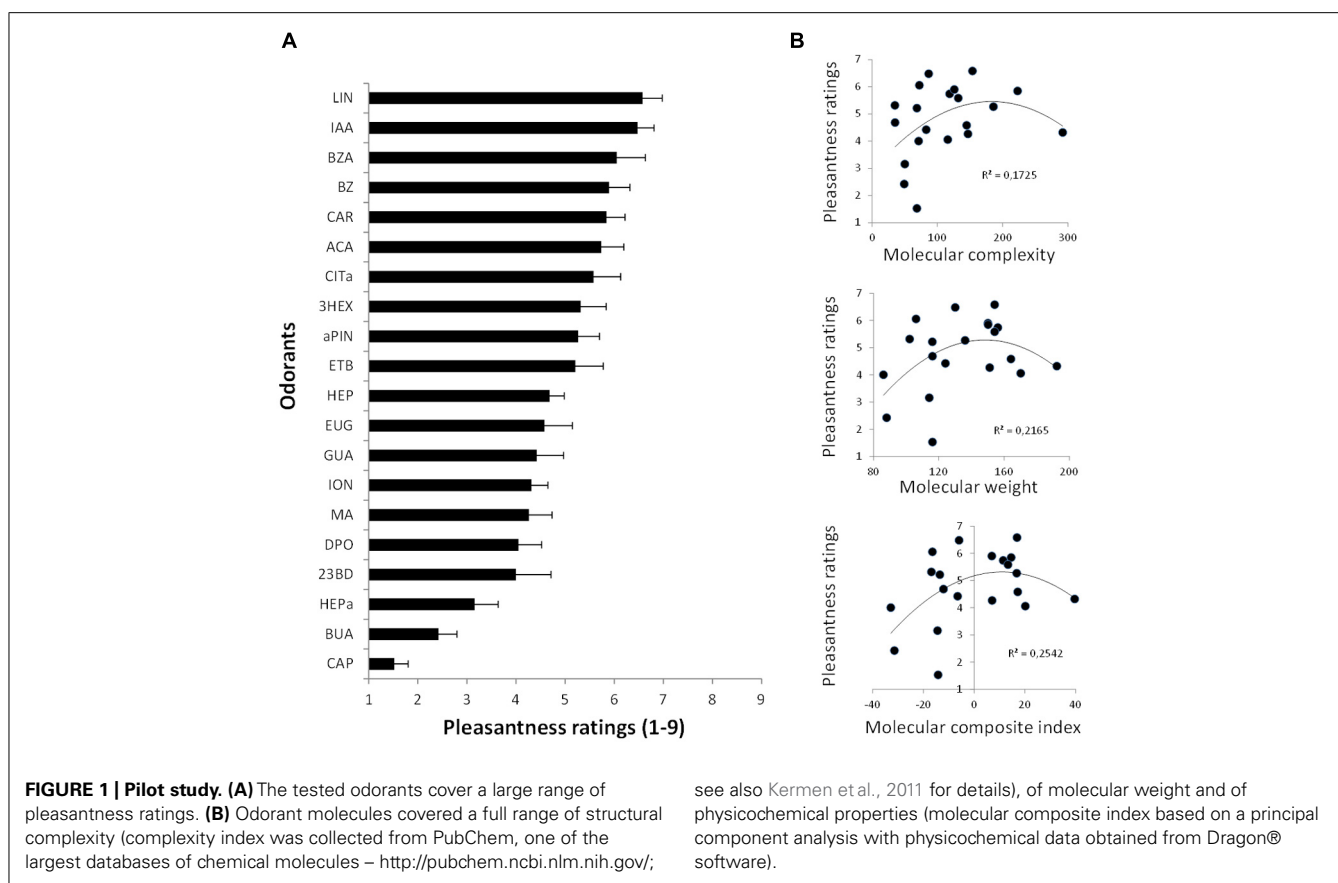 A
LIN
IAA
BZA
BZ
CAR
ACA
CITa
3HEX
aPIN
ETB
HEP
EUG
GUA
ION
MA
DPO
23BD
HEPa
BUA
CAP
Odorants
1 2 3 4 5 6 7 8 9
Pleasantness ratings (1-9)
B
Pleasantness ratings
7
6
5
4
3
2
1
R² = 0,1725
0 100 200 300
Molecular complexity
Pleasantness ratings
7
6
5
4
3
2
1
R² = 0,2165
80 120 160 200
Molecular weight
Pleasantness ratings
7
6
5
4
3
2
1
R² = 0,2542
-40 -20 0 20 40
Molecular composite index
FIGURE 1 | Pilot study. (A) The tested odorants cover a large range of
pleasantness ratings. (B) Odorant molecules covered a full range of structural
complexity (complexity index was collected from PubChem, one of the
largest databases of chemical molecules – http://pubchem.ncbi.nlm.nih.gov/;
see also Kermen et al., 2011 for details), of molecular weight and of
physicochemical properties (molecular composite index based on a principal
component analysis with physicochemical data obtained from Dragon®
software).